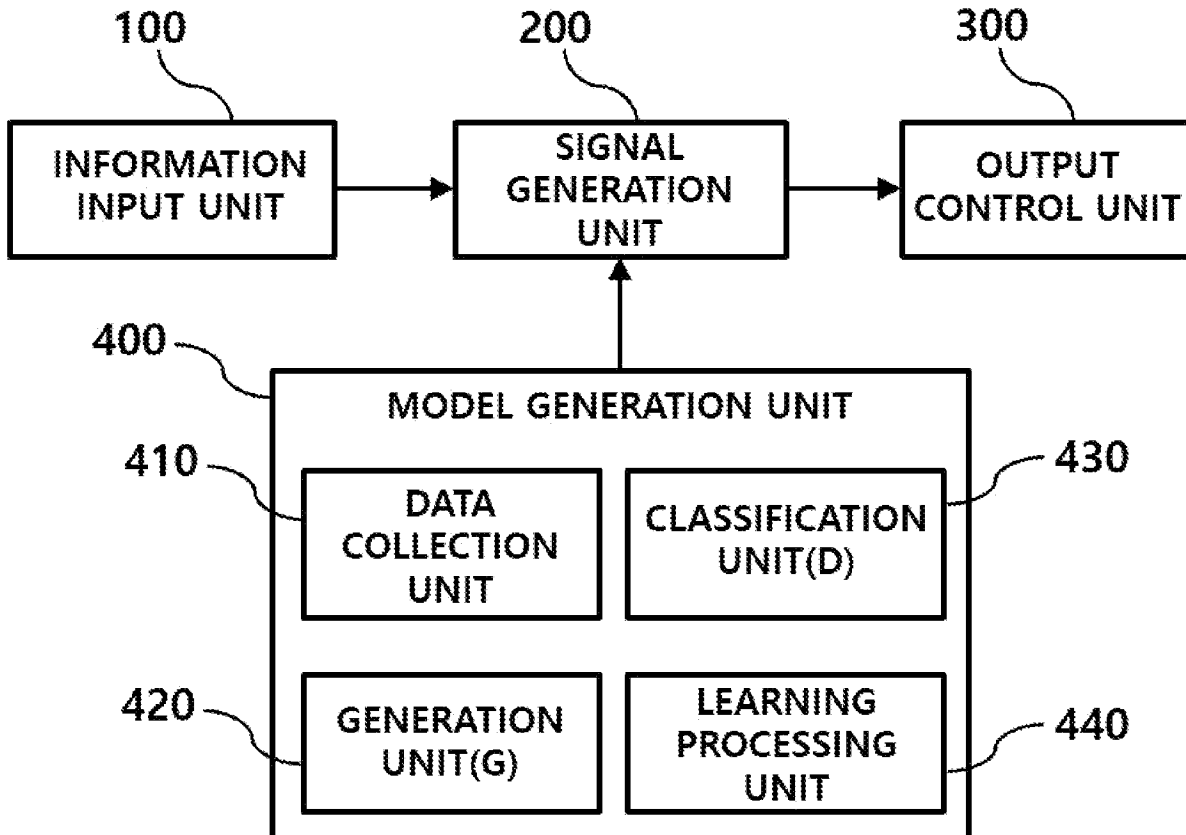 100
200
300
INFORMATION
INPUT UNIT
SIGNAL
GENERATION
UNIT
OUTPUT
CONTROL UNIT
400
MODEL GENERATION UNIT
410
DATA
COLLECTION
UNIT
430
CLASSIFICATION
UNIT(D)
420
GENERATION
UNIT(G)
LEARNING
PROCESSING
UNIT
440